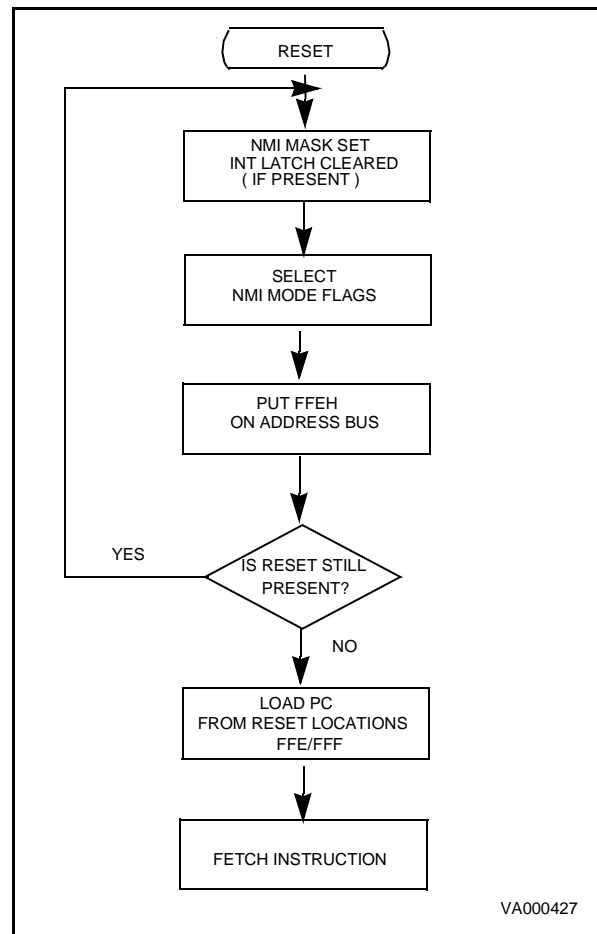 RESET
NMI MASK SET
INT LATCH CLEARED
( IF PRESENT )
SELECT
NMI MODE FLAGS
PUT FFEH
ON ADDRESS BUS
YES
IS RESET STILL
PRESENT?
NO
LOAD PC
FROM RESET LOCATIONS
FFE/FFF
FETCH INSTRUCTION
VA000427